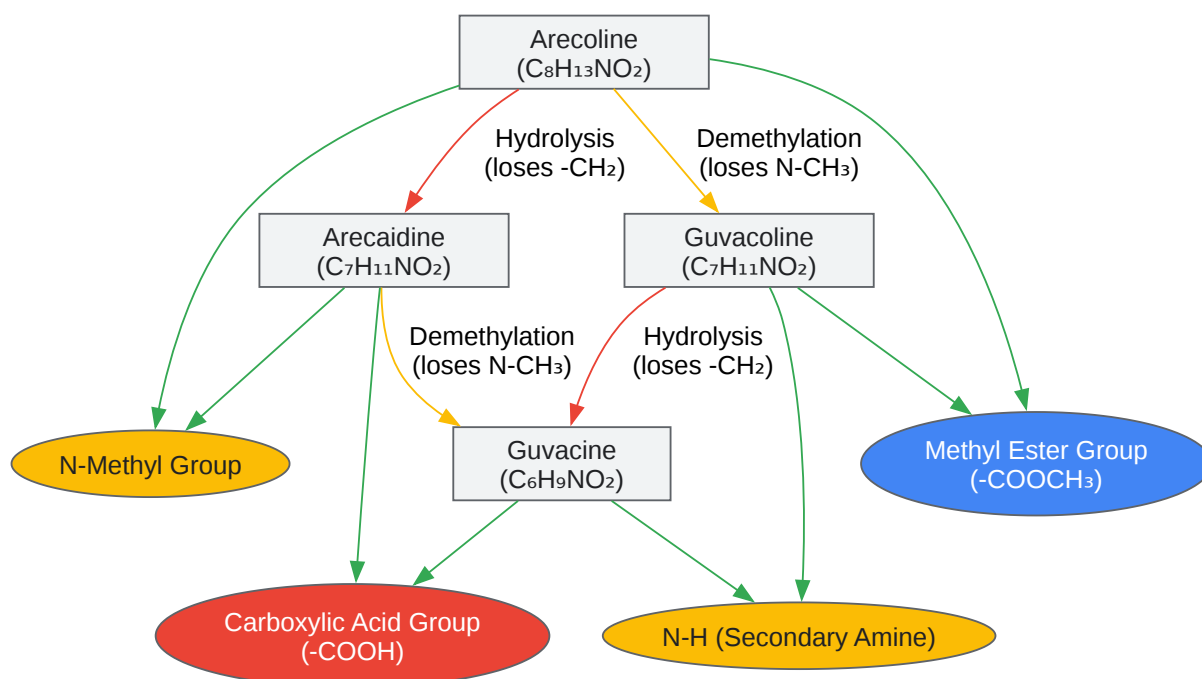 Arecoline
(C₈H₁₃NO₂)
Hydrolysis
(loses -CH₂)
Demethylation
(loses N-CH₃)
Arecaidine
(C₇H₁₁NO₂)
Guvacoline
(C₇H₁₁NO₂)
Demethylation
(loses N-CH₃)
Hydrolysis
(loses -CH₂)
N-Methyl Group
Guvacine
(C₆H₉NO₂)
Methyl Ester Group
(-COOCH₃)
Carboxylic Acid Group
(-COOH)
N-H (Secondary Amine)